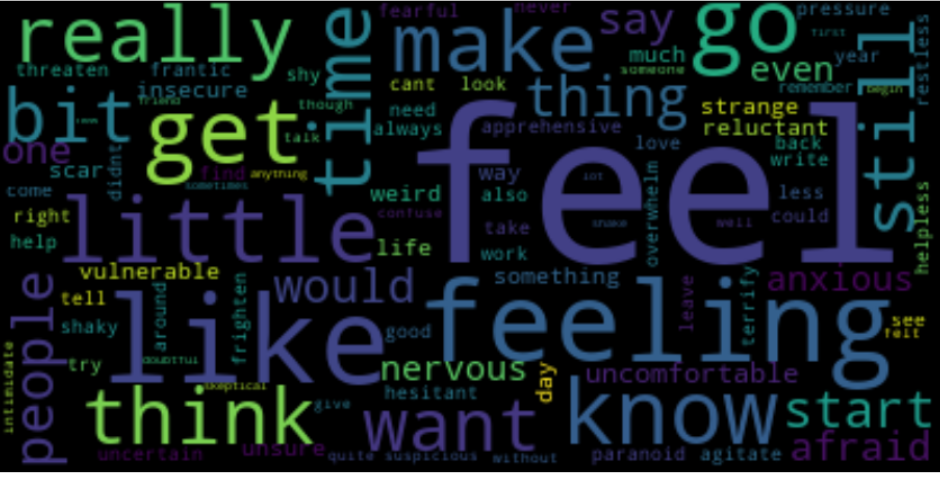 really
time
fearful
never
make
say
go
pressure
first
threaten
frantic
shy
much
someone
even
year
restless
insecure
cant
look
thing
remember
begin
bit
friend
though
need
strange
still
get
talk
always
apprehensive
reluctant
feel
one
love
back
write
scar
didnt
find
anything
way
come
sometimes
weird
also
less
right
little
confuse
take
could
well
overwhelm
help
life
work
helpless
vulnerable
would
something
anxious
people
tell
like
feeling
leave
terrify
see
felt
shaky
around
frighten
good
try
doubtful
nervous
day
uncomfortable
intimidate
skeptical
hesitant
think
give
want
know
start
uncertain
unsure
quite
suspicious
without
paranoid
agitate
afraid